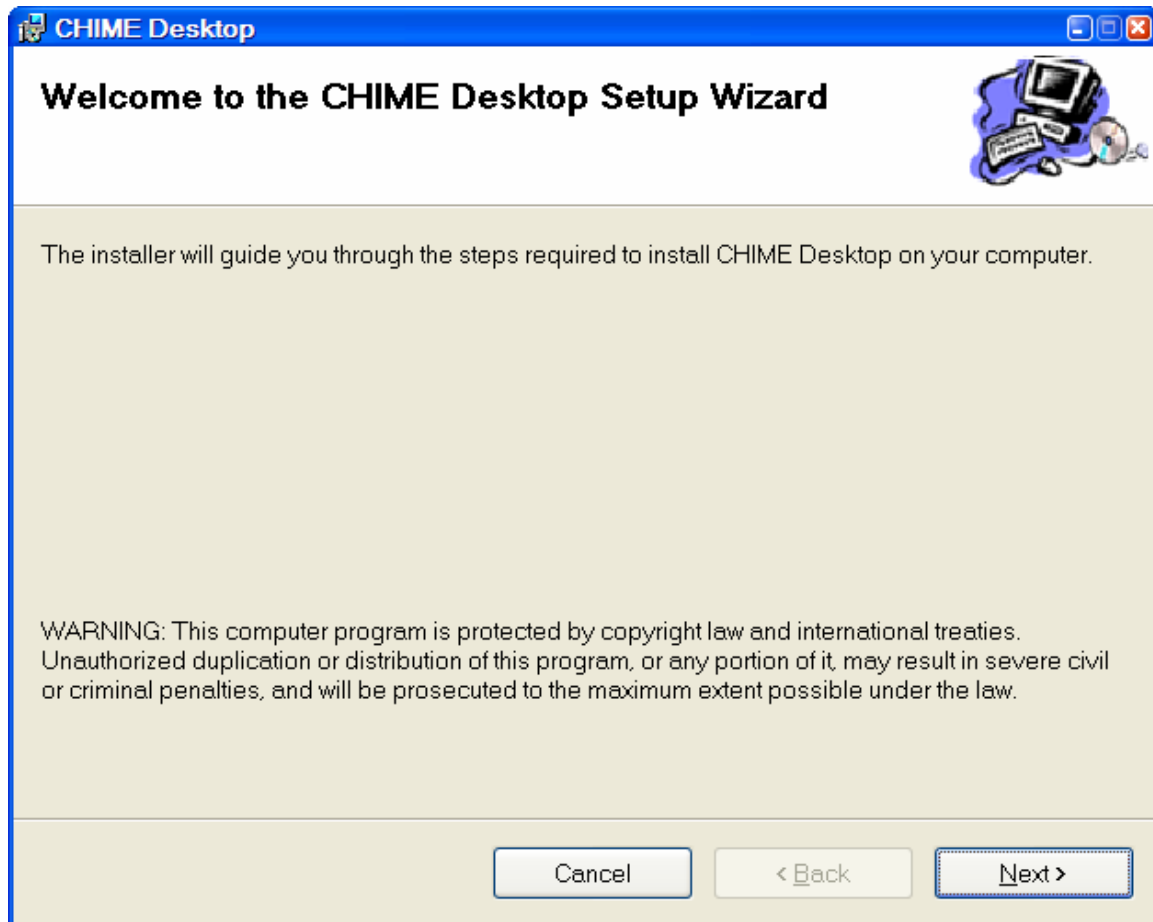 CHIME Desktop
Welcome to the CHIME Desktop Setup Wizard
The installer will guide you through the steps required to install CHIME Desktop on your computer.
WARNING: This computer program is protected by copyright law and international treaties.
Unauthorized duplication or distribution of this program, or any portion of it, may result in severe civil
or criminal penalties, and will be prosecuted to the maximum extent possible under the law.
Cancel
< Back
Next >